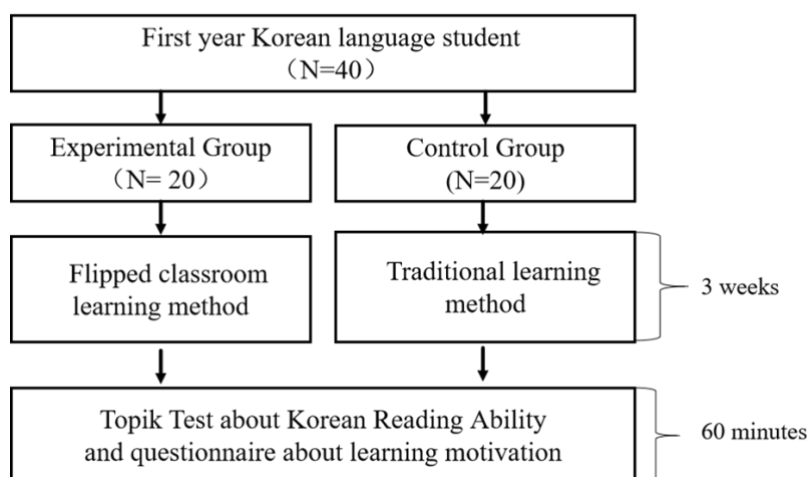 First year Korean language student
（N=40）
Experimental Group
（N= 20）
Control Group
(N=20)
Flipped classroom
learning method
Traditional learning
method
3 weeks
Topik Test about Korean Reading Ability
and questionnaire about learning motivation
60 minutes